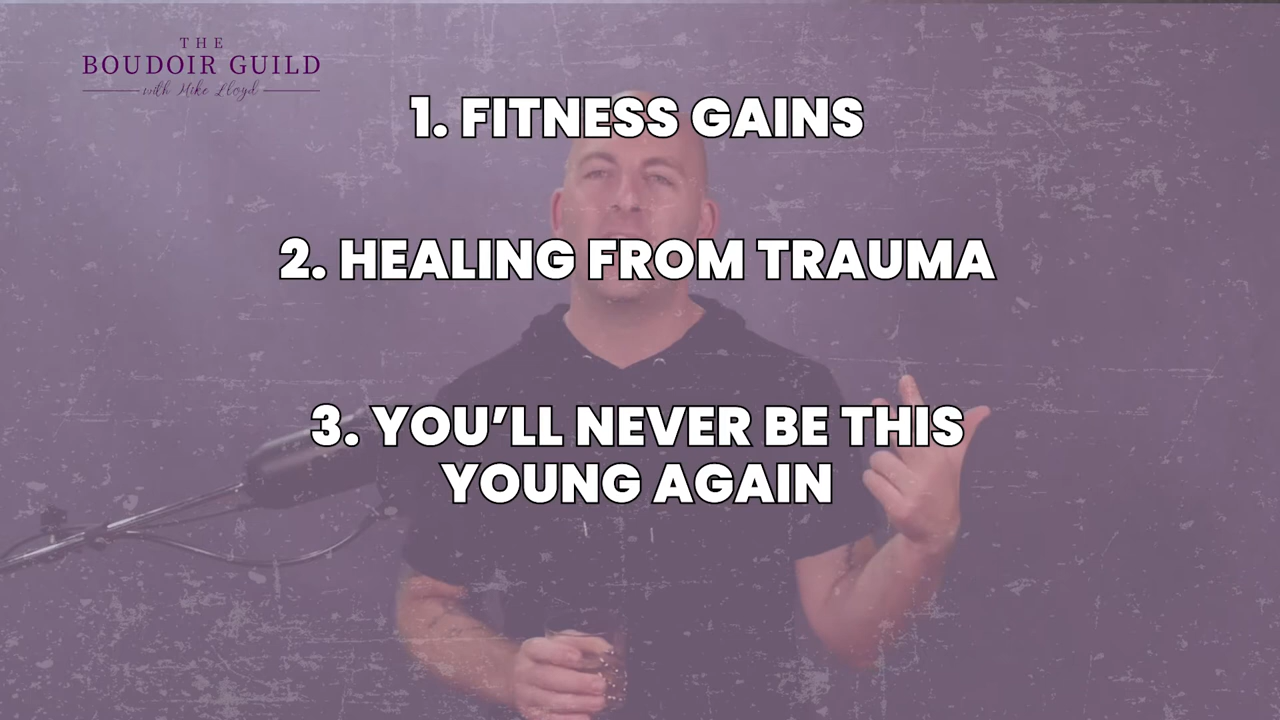 THE
BOUDOIR GUILD
with Mike Lloyd
1. FITNESS GAINS
2. HEALING FROM TRAUMA
3. YOU'LL NEVER BE THIS
YOUNG AGAIN